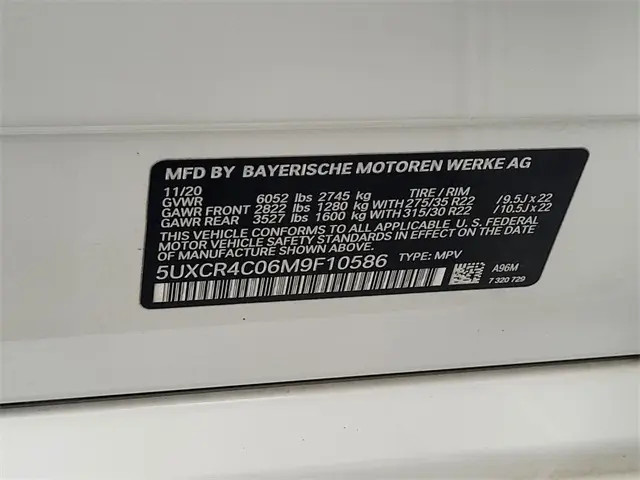 MFD BY BAYERISCHE MOTOREN WERKE AG
11/20
GVWR 6052 lbs 2745 kg TIRE / RIM
GAWR FRONT 2822 lbs 1280 kg WITH 275/35 R22 / 9.5J x 22
GAWR REAR 3527 lbs 1600 kg WITH 315/30 R22 / 10.5J x 22
THIS VEHICLE CONFORMS TO ALL APPLICABLE U.S. FEDERAL
MOTOR VEHICLE SAFETY STANDARDS IN EFFECT ON THE DATE OF
MANUFACTURE SHOWN ABOVE.
5UXCR4C06M9F10586 TYPE: MPV
A96M
7 320 729